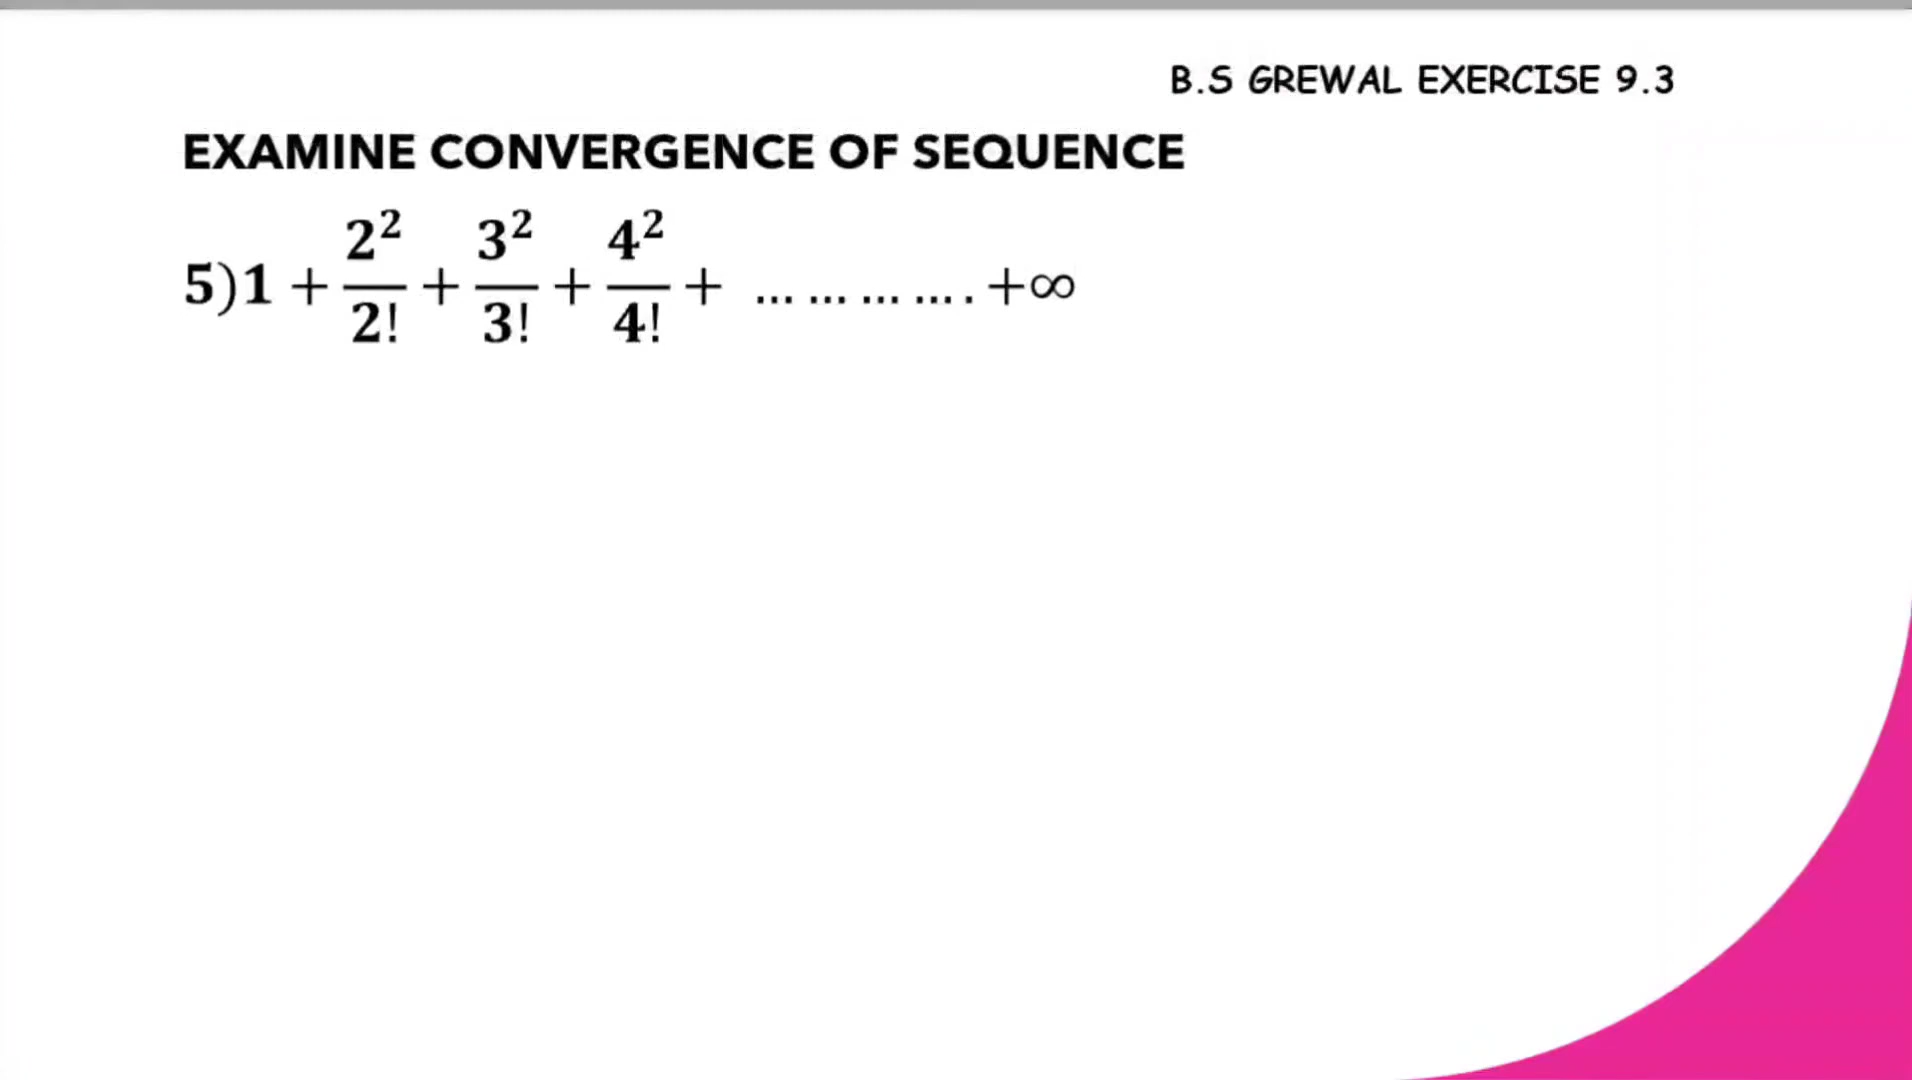 B.S GREWAL EXERCISE 9.3
EXAMINE CONVERGENCE OF SEQUENCE
5)1 + 2²/2! + 3²/3! + 4²/4! + ... ... ... ... . +∞